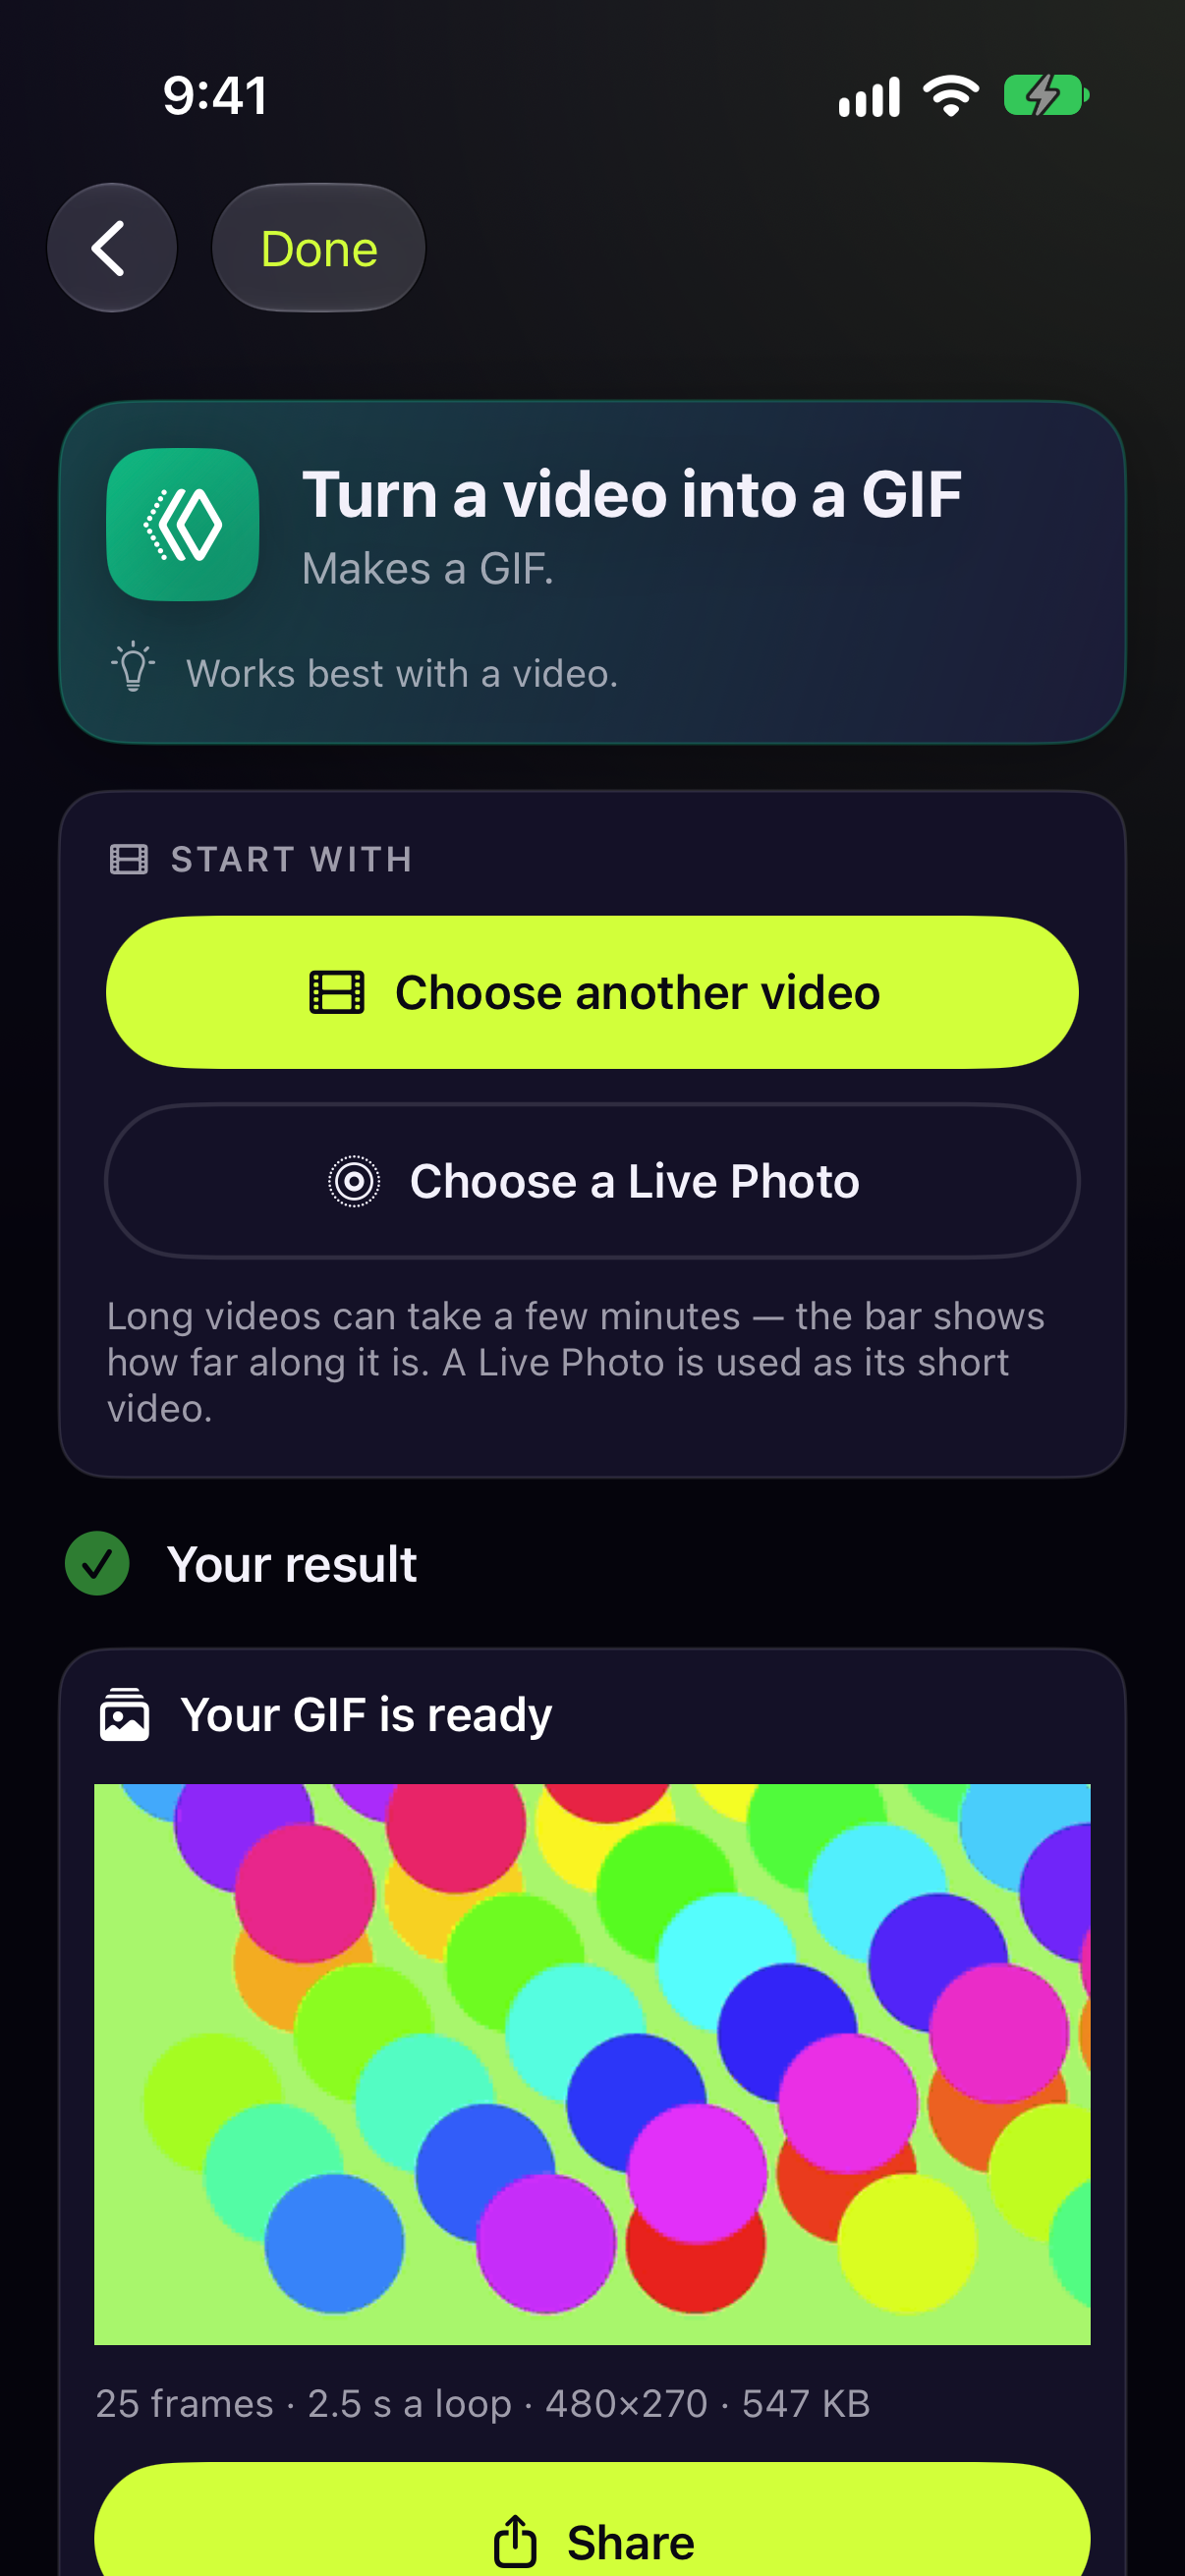 9:41
Done
Turn a video into a GIF
Makes a GIF.
Works best with a video.
START WITH
Choose another video
Choose a Live Photo
Long videos can take a few minutes — the bar shows
how far along it is. A Live Photo is used as its short
video.
Your result
Your GIF is ready
25 frames · 2.5 s a loop · 480×270 · 547 KB
Share